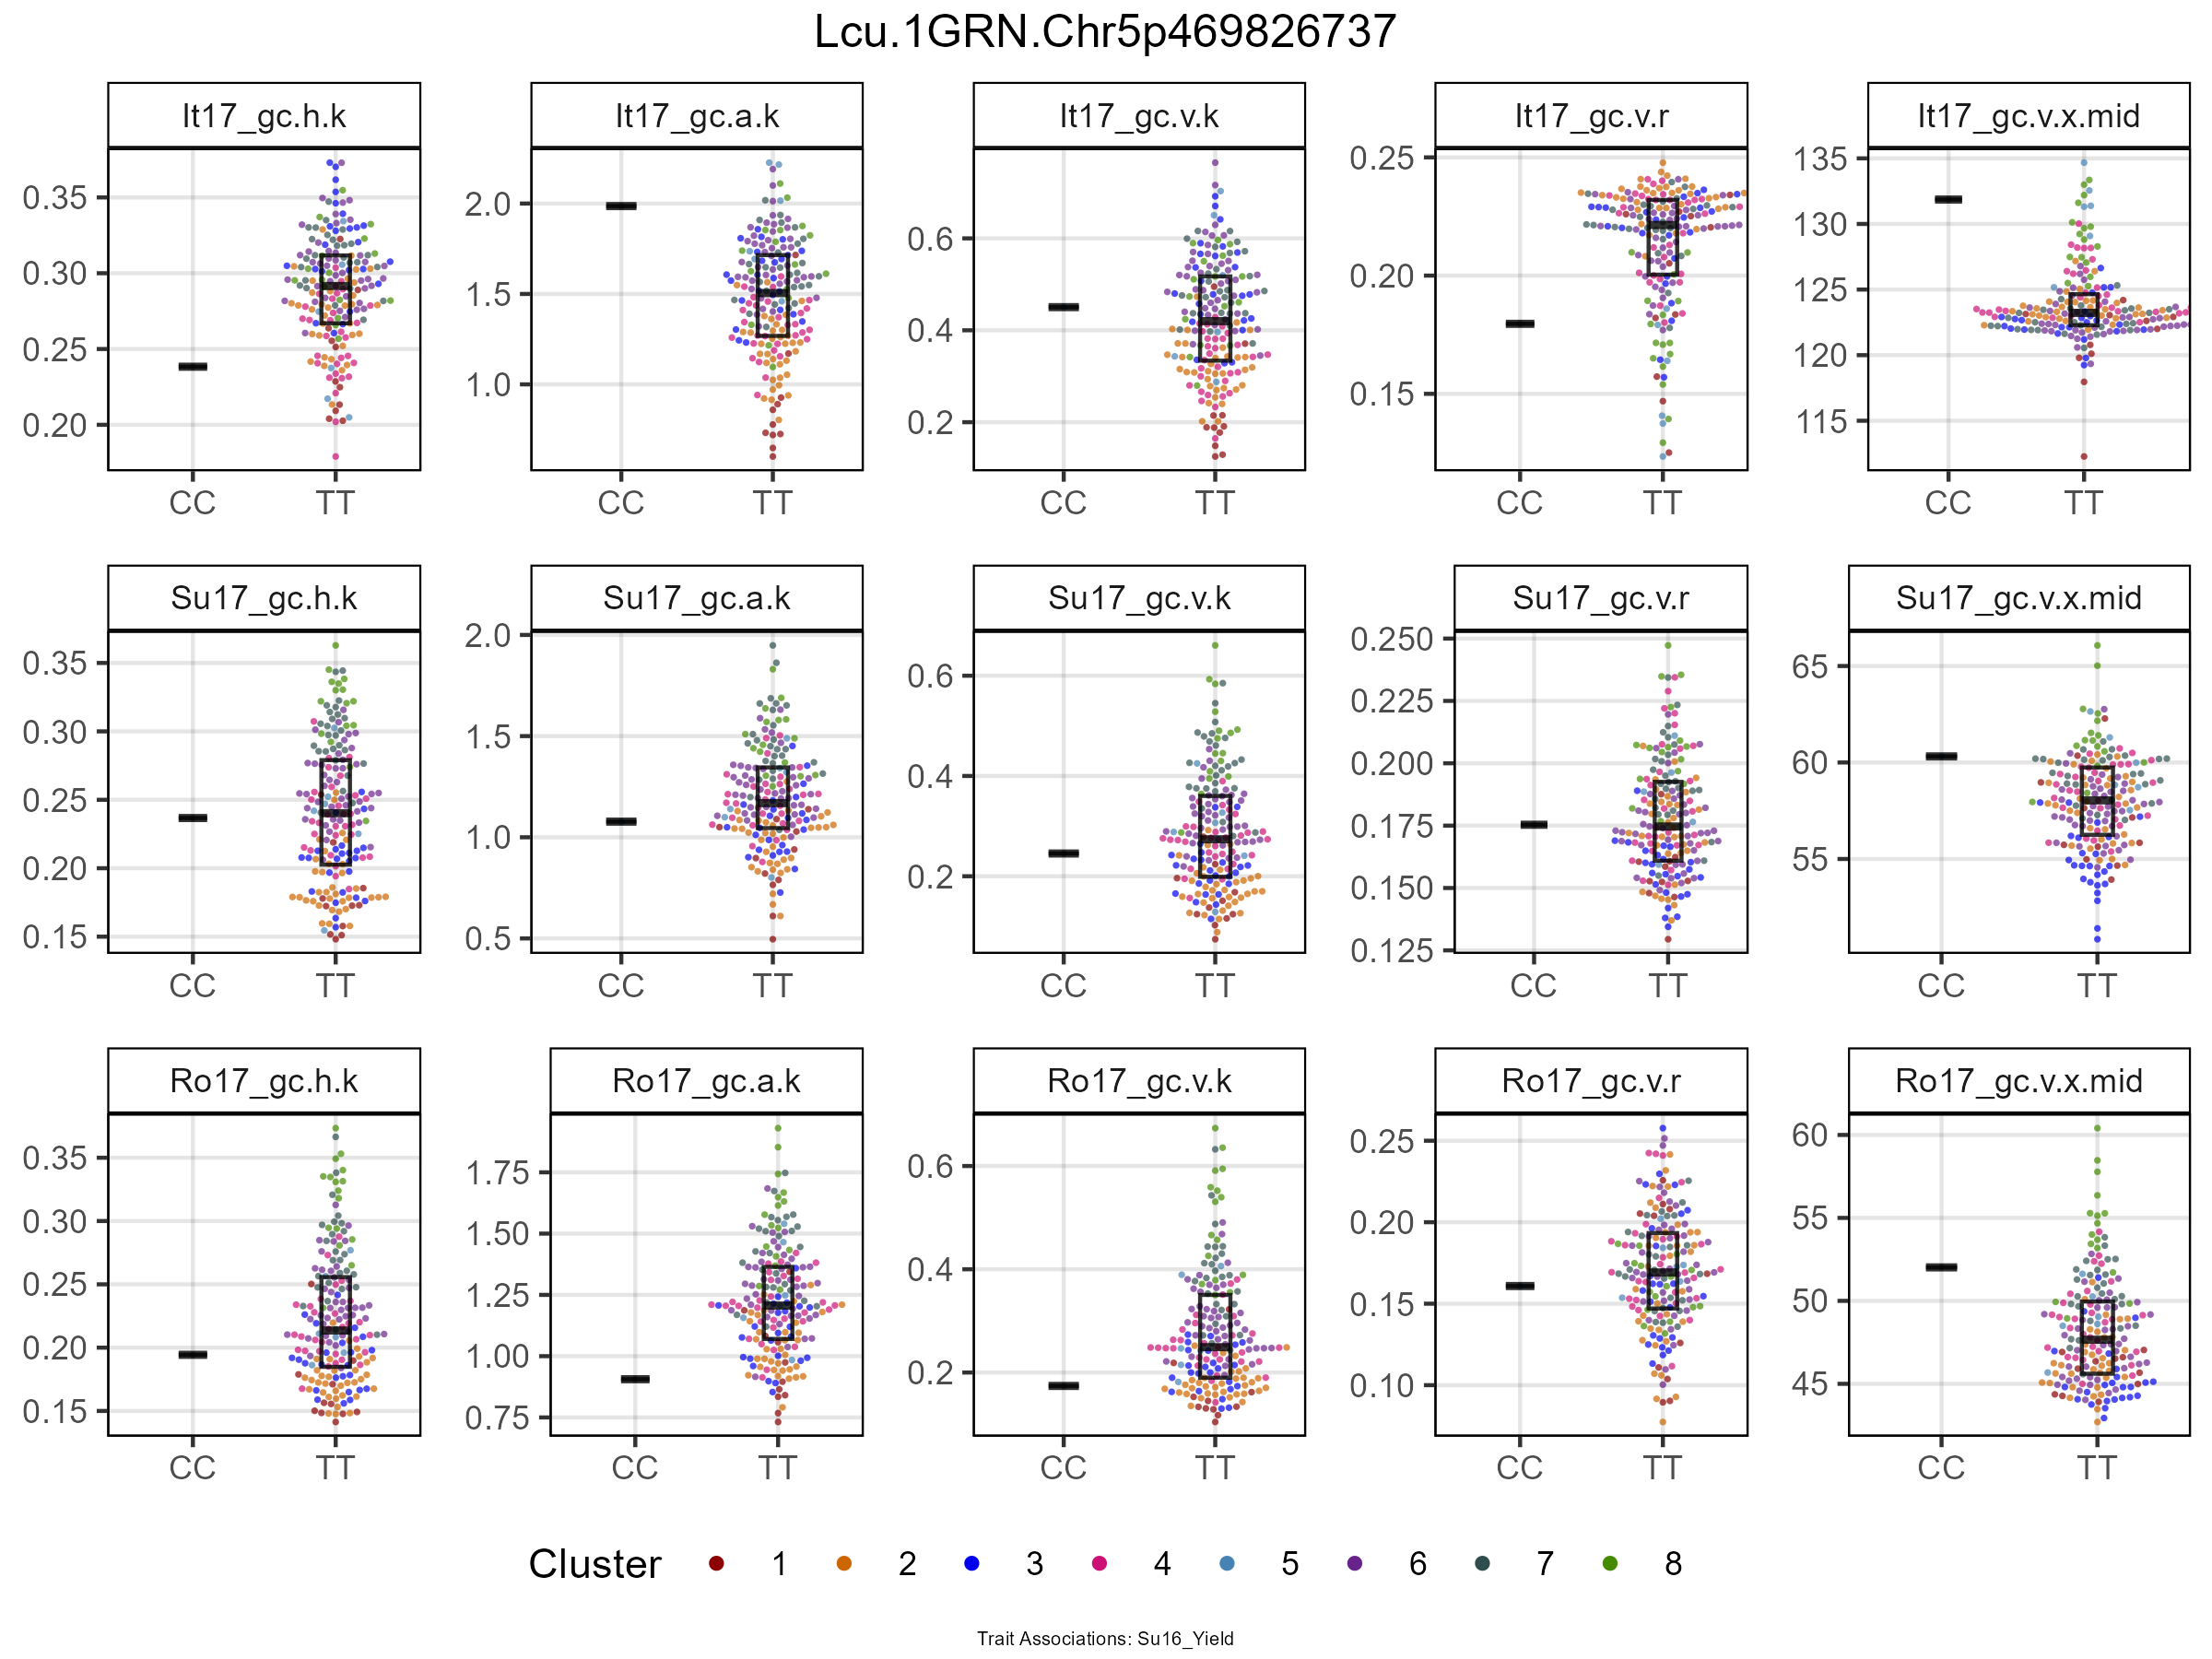 Lcu.1GRN.Chr5p469826737
It17_gc.h.k It17_gc.a.k It17_gc.v.k It17_gc.v.r It17_gc.v.x.mid
0.35 0.30 0.25 0.20
2.0 1.5 1.0
0.6 0.4 0.2
0.25 0.20 0.15
135 130 125 120 115
CC TT CC TT CC TT CC TT CC TT
Su17_gc.h.k Su17_gc.a.k Su17_gc.v.k Su17_gc.v.r Su17_gc.v.x.mid
0.35 0.30 0.25 0.20 0.15
2.0 1.5 1.0 0.5
0.6 0.4 0.2
0.250 0.225 0.200 0.175 0.150 0.125
65 60 55
CC TT CC TT CC TT CC TT CC TT
Ro17_gc.h.k Ro17_gc.a.k Ro17_gc.v.k Ro17_gc.v.r Ro17_gc.v.x.mid
0.35 0.30 0.25 0.20 0.15
1.75 1.50 1.25 1.00 0.75
0.6 0.4 0.2
0.25 0.20 0.15 0.10
60 55 50 45
CC TT CC TT CC TT CC TT CC TT
Cluster 1 2 3 4 5 6 7 8
Trait Associations: Su16_Yield